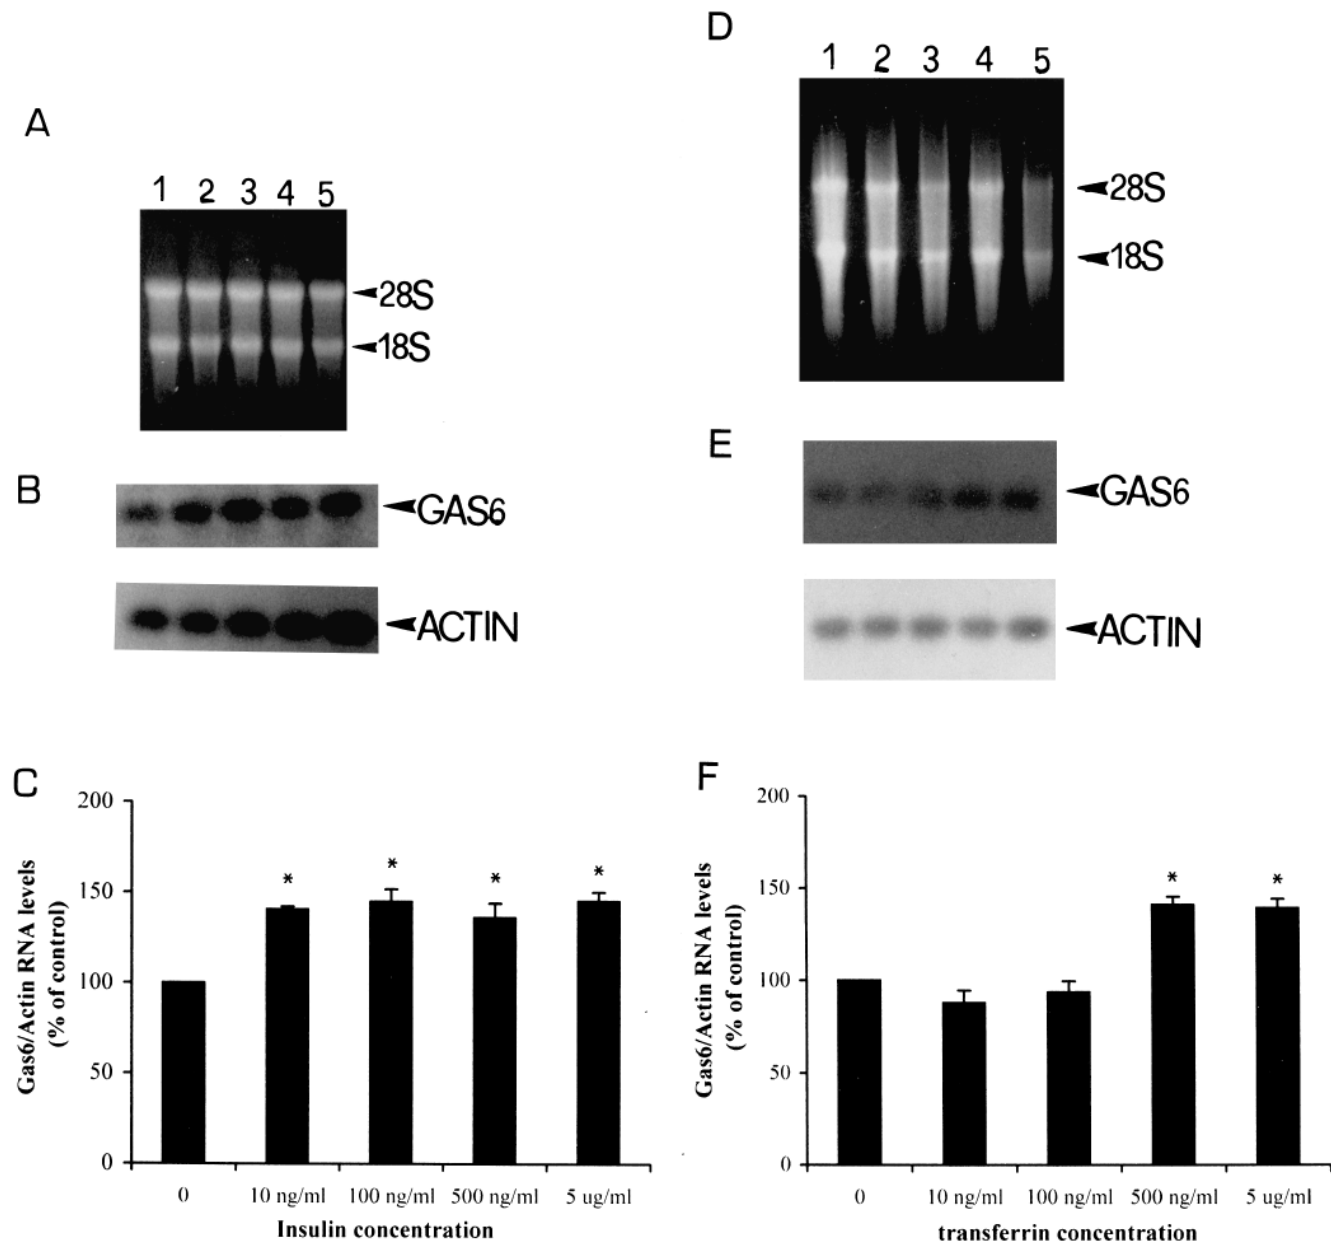 A
1 2 3 4 5
28S
18S
B
GAS6
ACTIN
C
200
150
100
50
0
Gas6/Actin RNA levels
(% of control)
* * * *
0 10 ng/ml 100 ng/ml 500 ng/ml 5 ug/ml
Insulin concentration
D
1 2 3 4 5
28S
18S
E
GAS6
ACTIN
F
200
150
100
50
0
Gas6/Actin RNA levels
(% of control)
* *
0 10 ng/ml 100 ng/ml 500 ng/ml 5 ug/ml
transferrin concentration